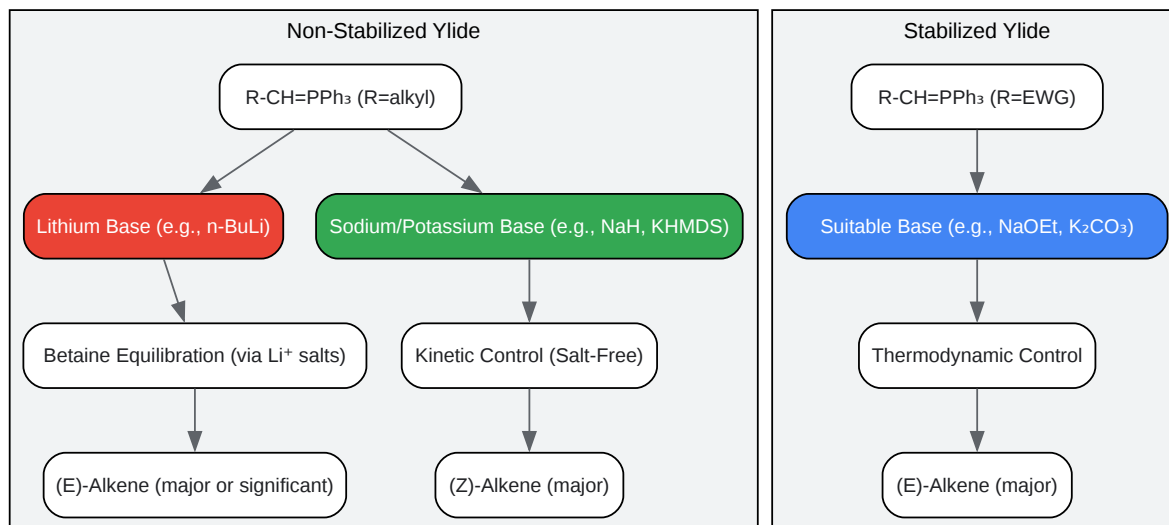 Non-Stabilized Ylide
R-CH=PPh₃ (R=alkyl)
Lithium Base (e.g., n-BuLi)
Sodium/Potassium Base (e.g., NaH, KHMDS)
Betaine Equilibration (via Li⁺ salts)
Kinetic Control (Salt-Free)
(E)-Alkene (major or significant)
(Z)-Alkene (major)
Stabilized Ylide
R-CH=PPh₃ (R=EWG)
Suitable Base (e.g., NaOEt, K₂CO₃)
Thermodynamic Control
(E)-Alkene (major)